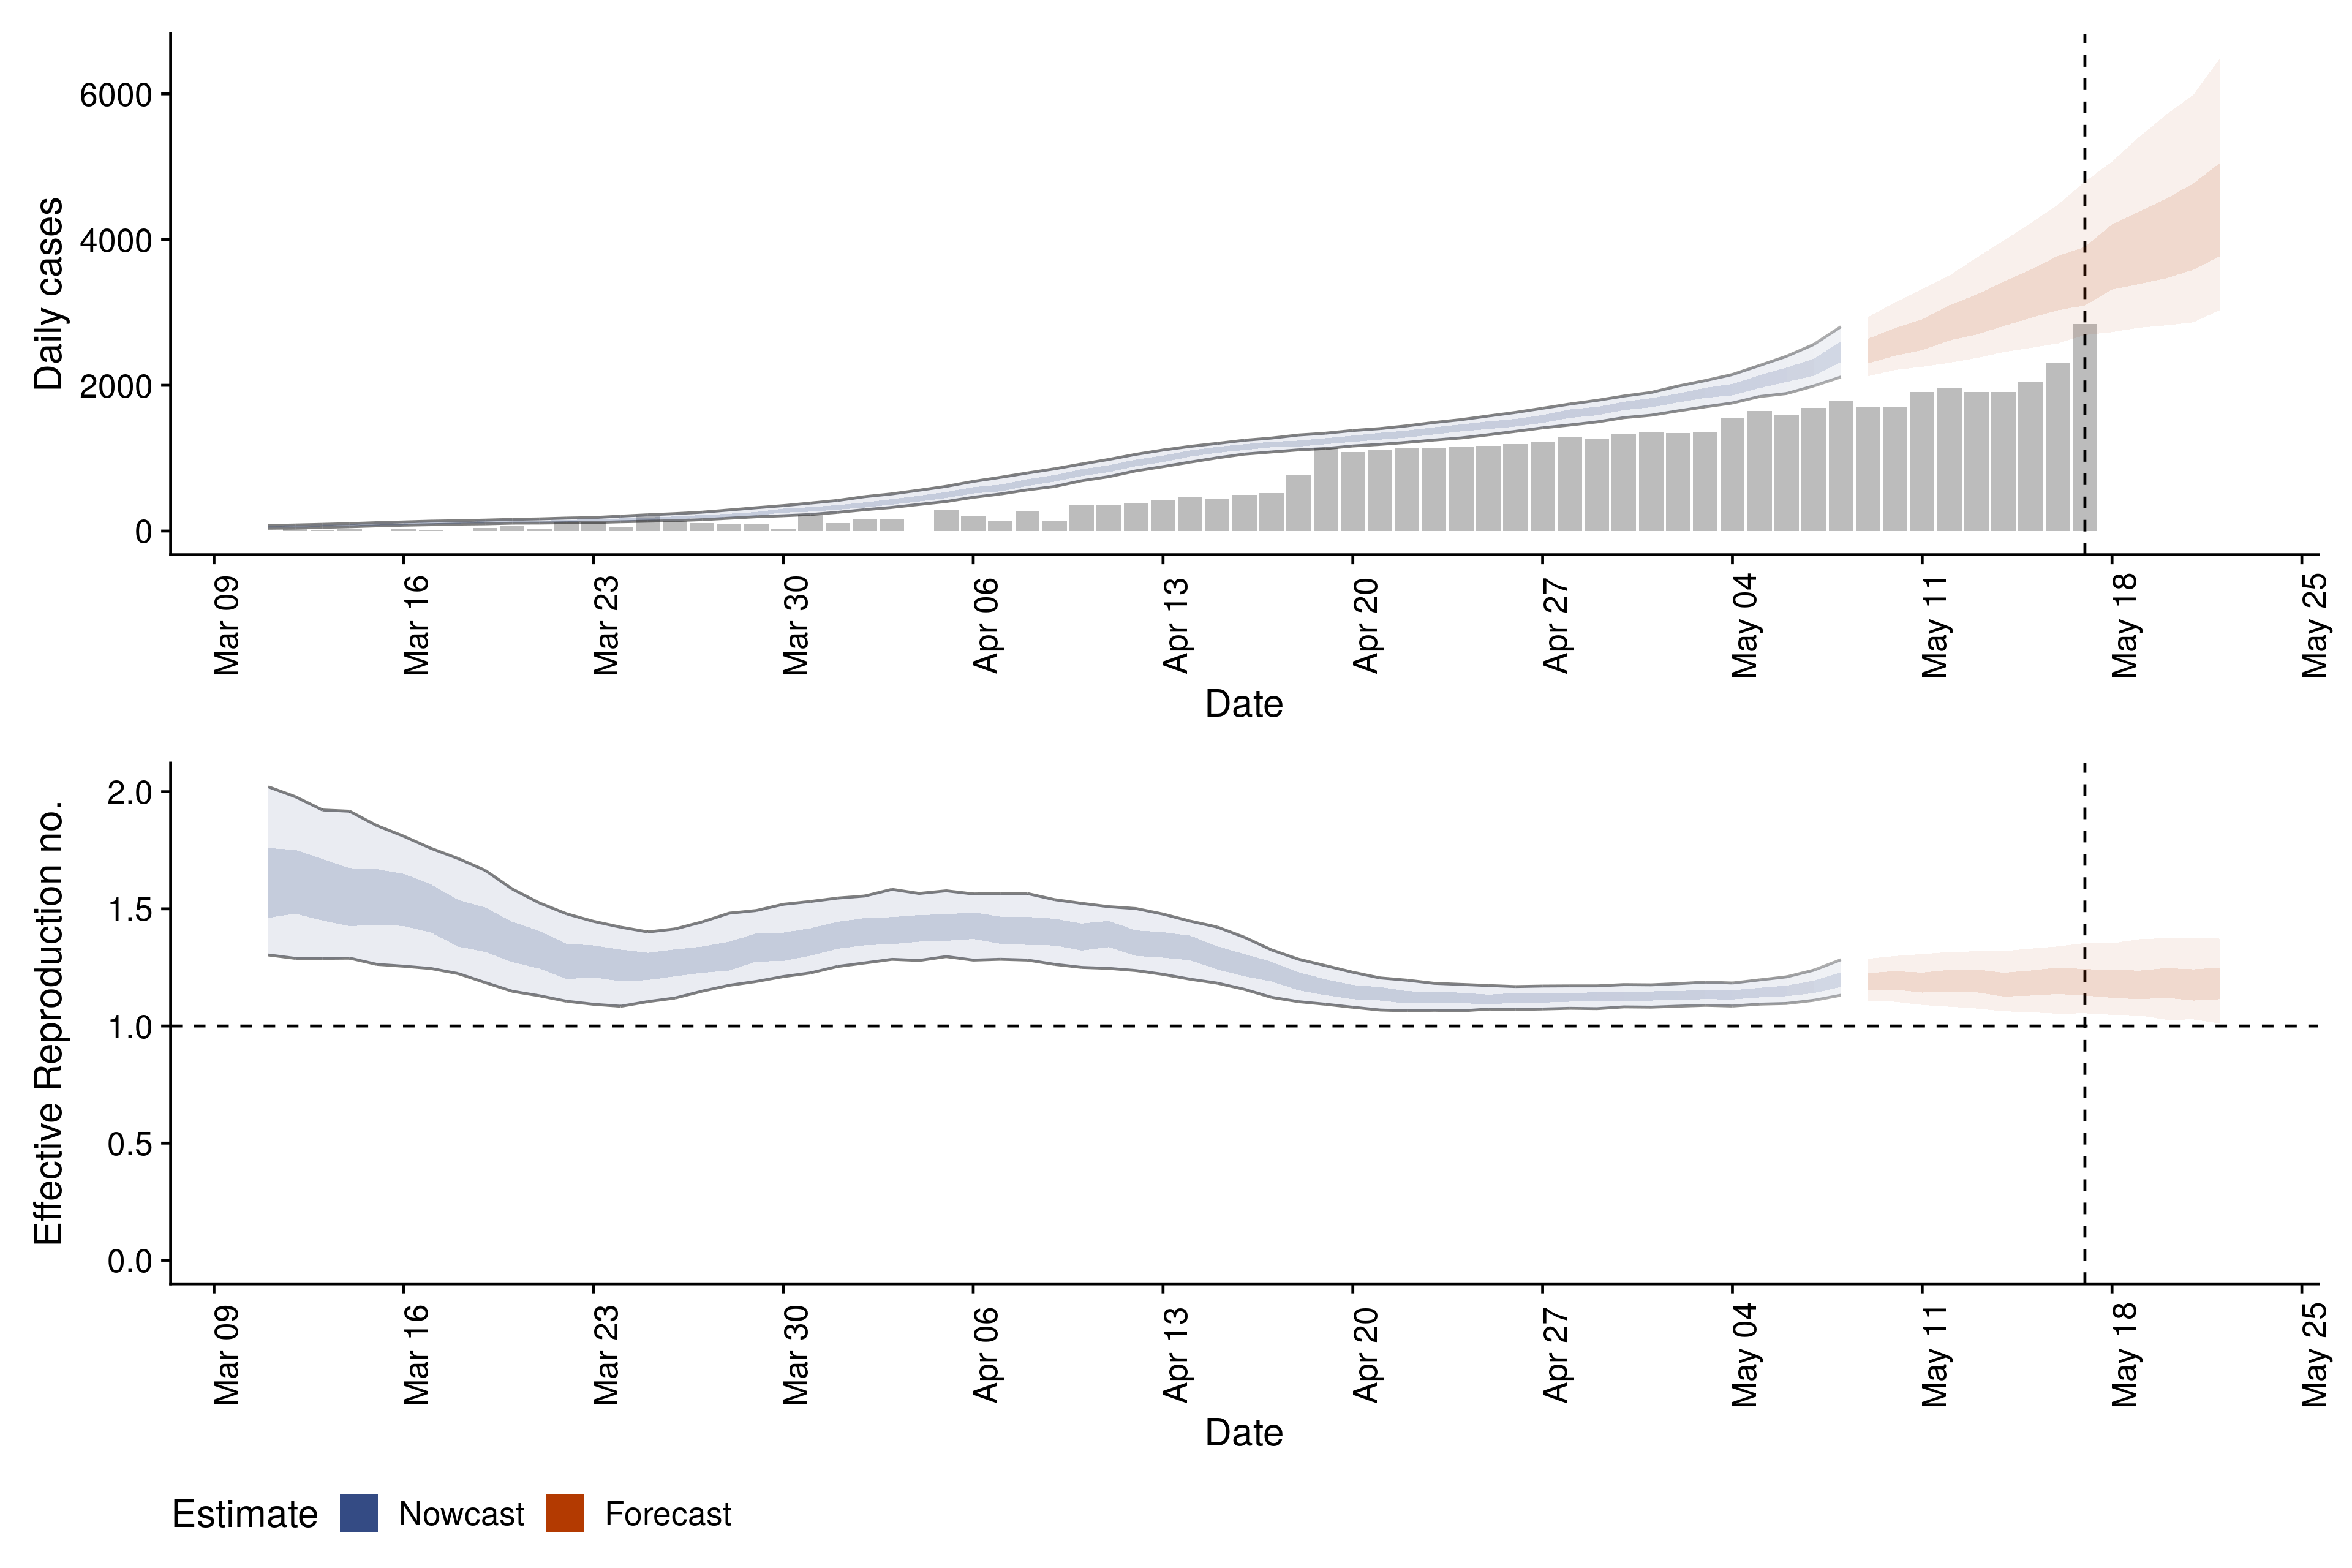 Daily cases
6000
4000
2000
0
Mar 09
Mar 16
Mar 23
Mar 30
Apr 06
Apr 13
Apr 20
Apr 27
May 04
May 11
May 18
May 25
Date
Effective Reproduction no.
2.0
1.5
1.0
0.5
0.0
Mar 09
Mar 16
Mar 23
Mar 30
Apr 06
Apr 13
Apr 20
Apr 27
May 04
May 11
May 18
May 25
Date
Estimate Nowcast Forecast